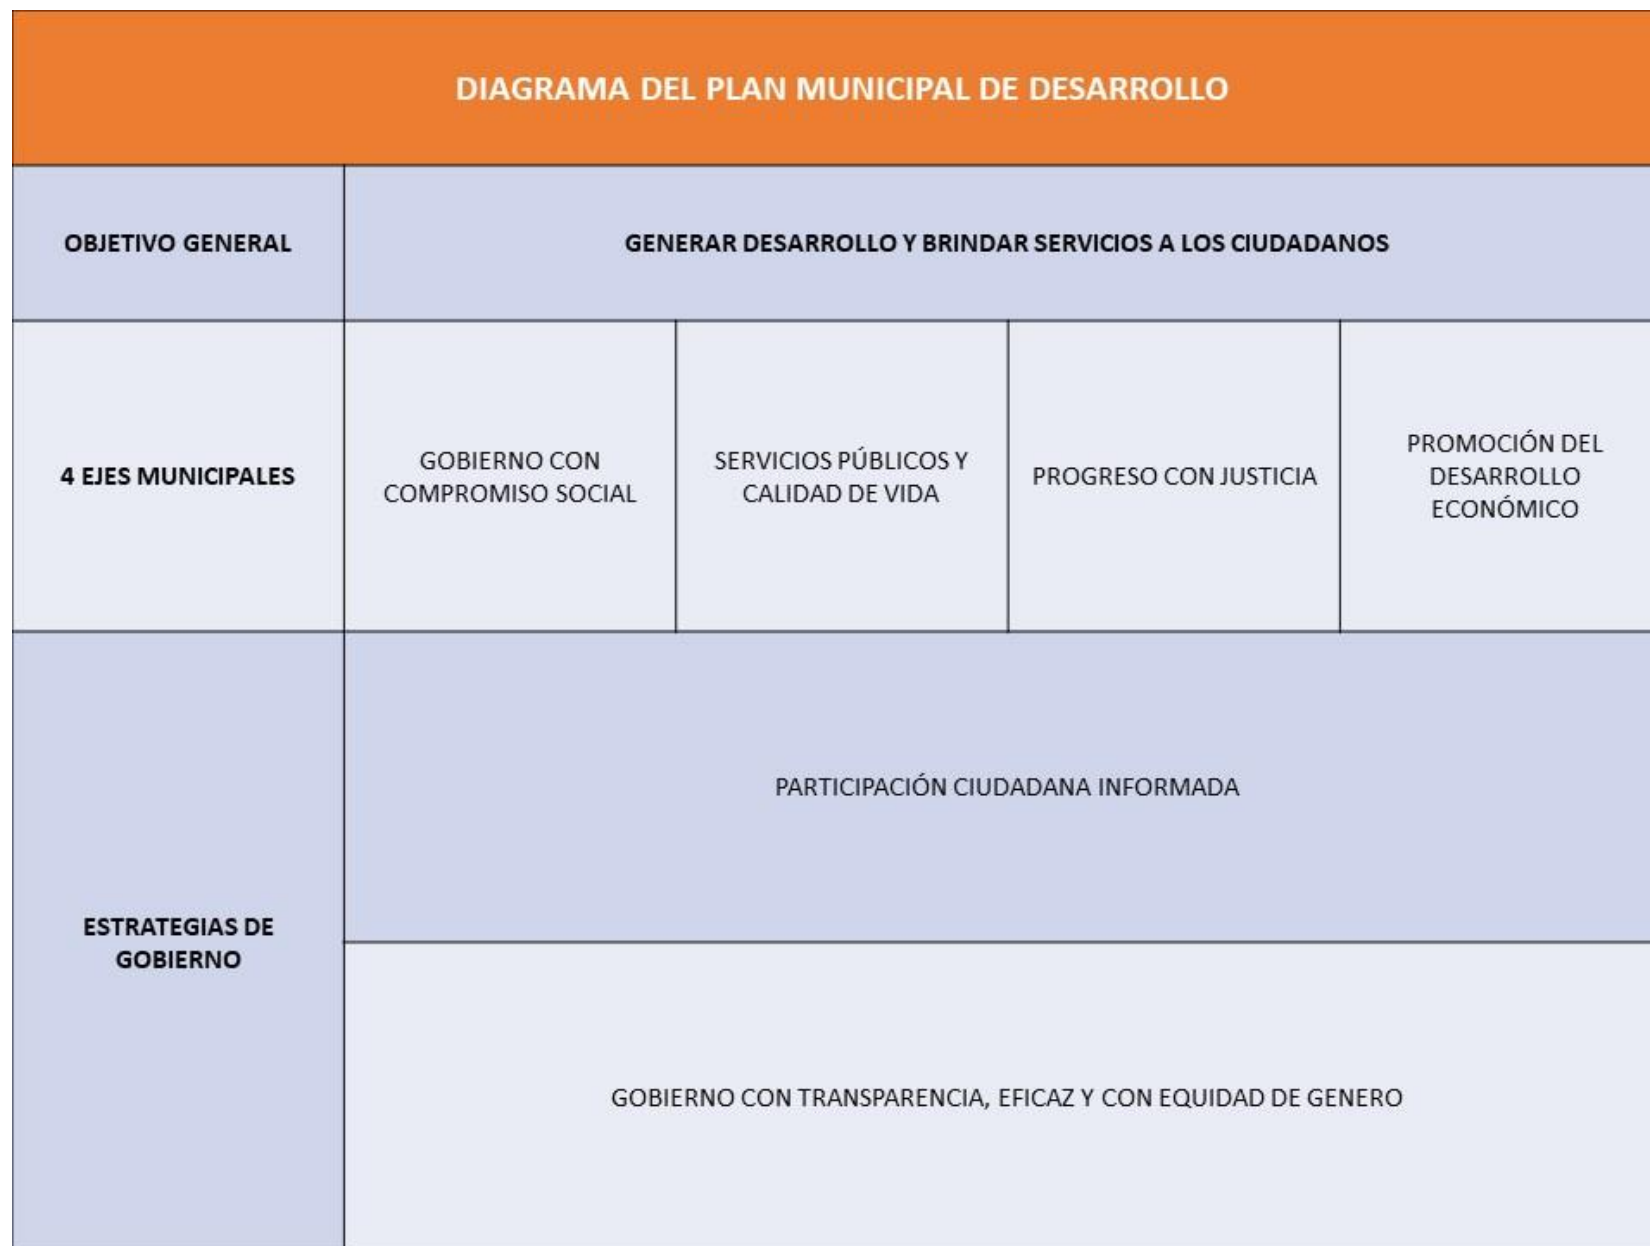 DIAGRAMA DEL PLAN MUNICIPAL DE DESARROLLO
OBJETIVO GENERAL
GENERAR DESARROLLO Y BRINDAR SERVICIOS A LOS CIUDADANOS
4 EJES MUNICIPALES
GOBIERNO CON
COMPROMISO SOCIAL
SERVICIOS PÚBLICOS Y
CALIDAD DE VIDA
PROGRESO CON JUSTICIA
PROMOCIÓN DEL
DESARROLLO
ECONÓMICO
ESTRATEGIAS DE
GOBIERNO
PARTICIPACIÓN CIUDADANA INFORMADA
GOBIERNO CON TRANSPARENCIA, EFICAZ Y CON EQUIDAD DE GENERO